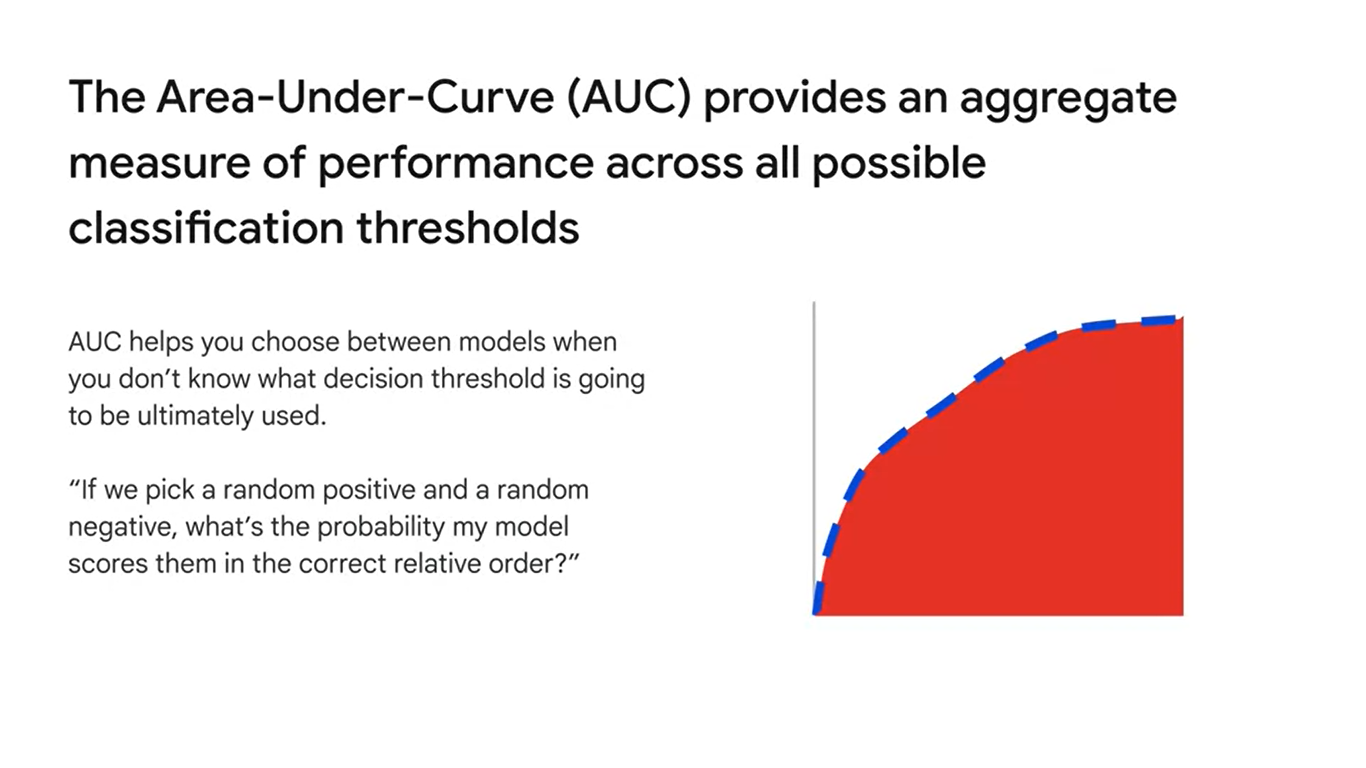 The Area-Under-Curve (AUC) provides an aggregate
measure of performance across all possible
classification thresholds
AUC helps you choose between models when
you don’t know what decision threshold is going
to be ultimately used.
“If we pick a random positive and a random
negative, what’s the probability my model
scores them in the correct relative order?”